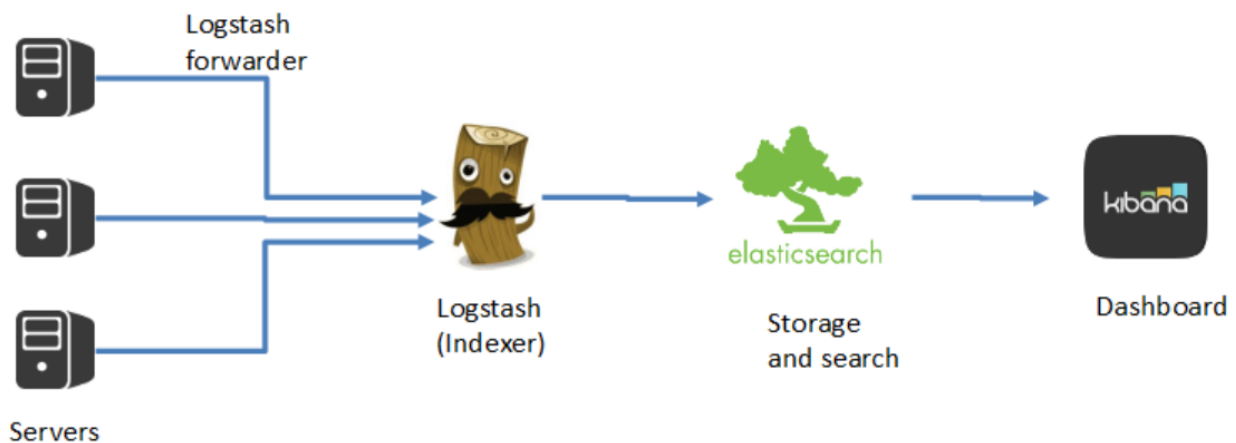 Logstash
forwarder
elasticsearch
kibana
Logstash
(Indexer)
Storage
and search
Dashboard
Servers